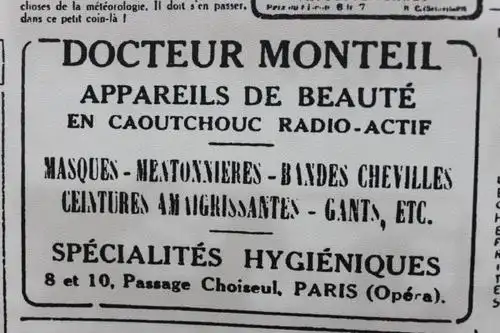 choses de la météorologie. Il doit s'en passer,
dans ce petit coin-là !
DOCTEUR MONTEIL
APPAREILS DE BEAUTÉ
EN CAOUTCHOUC RADIO-ACTIF
MASQUES - MENTONNIERES - BANDES CHEVILLES
CEINTURES AMAIGRISSANTES - GANTS, ETC.
SPÉCIALITÉS HYGIÉNIQUES
8 et 10, Passage Choiseul, PARIS (Opéra).